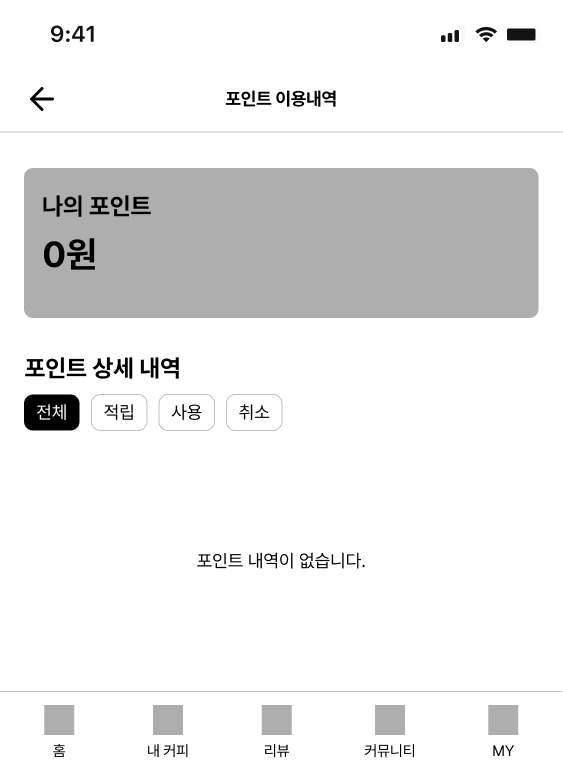 9:41
포인트 이용내역
나의 포인트
0원
포인트 상세 내역
전체 적립 사용 취소
포인트 내역이 없습니다.
홈 내 커피 리뷰 커뮤니티 MY